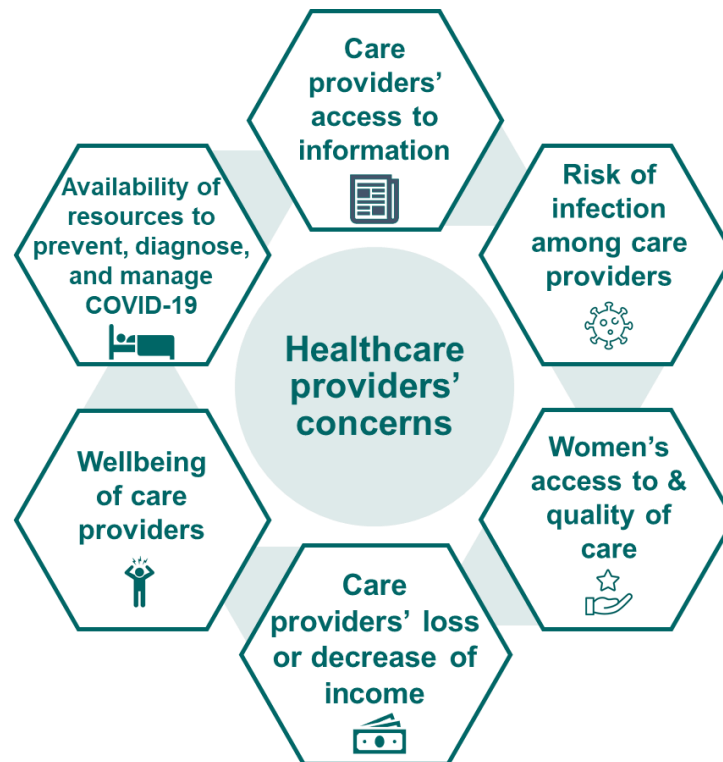 Care
providers’
access to
information
Risk of
infection
among care
providers
Women’s
access to &
quality of
care
Care
providers’ loss
or decrease of
income
Wellbeing
of care
providers
Availability of
resources to
prevent, diagnose,
and manage
COVID-19
Healthcare
providers’
concerns